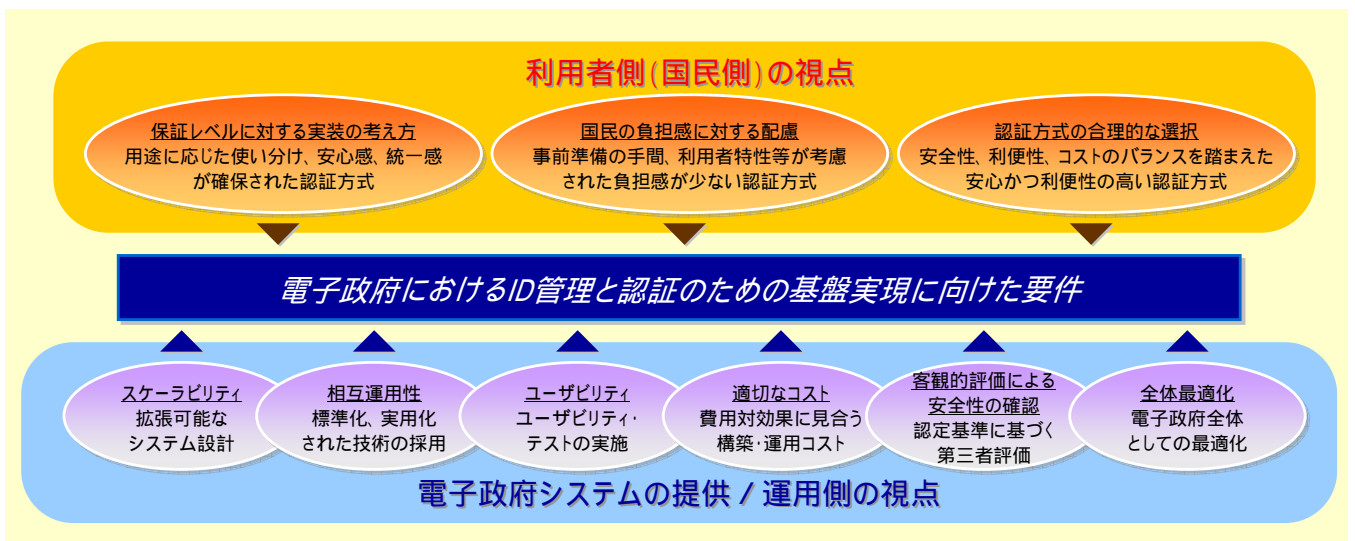 利用者側(国民側)の視点
保証レベルに対する実装の考え方
用途に応じた使い分け、安心感、統一感
が確保された認証方式
国民の負担感に対する配慮
事前準備の手間、利用者特性等が考慮
された負担感が少ない認証方式
認証方式の合理的な選択
安全性、利便性、コストのバランスを踏まえた
安心かつ利便性の高い認証方式
電子政府におけるID管理と認証のための基盤実現に向けた要件
スケーラビリティ
拡張可能な
システム設計
相互運用性
標準化、実用化
された技術の採用
ユーザビリティ
ユーザビリティ・
テストの実施
適切なコスト
費用対効果に見合う
構築・運用コスト
客観的評価による
安全性の確認
認定基準に基づく
第三者評価
全体最適化
電子政府全体
としての最適化
電子政府システムの提供 / 運用側の視点